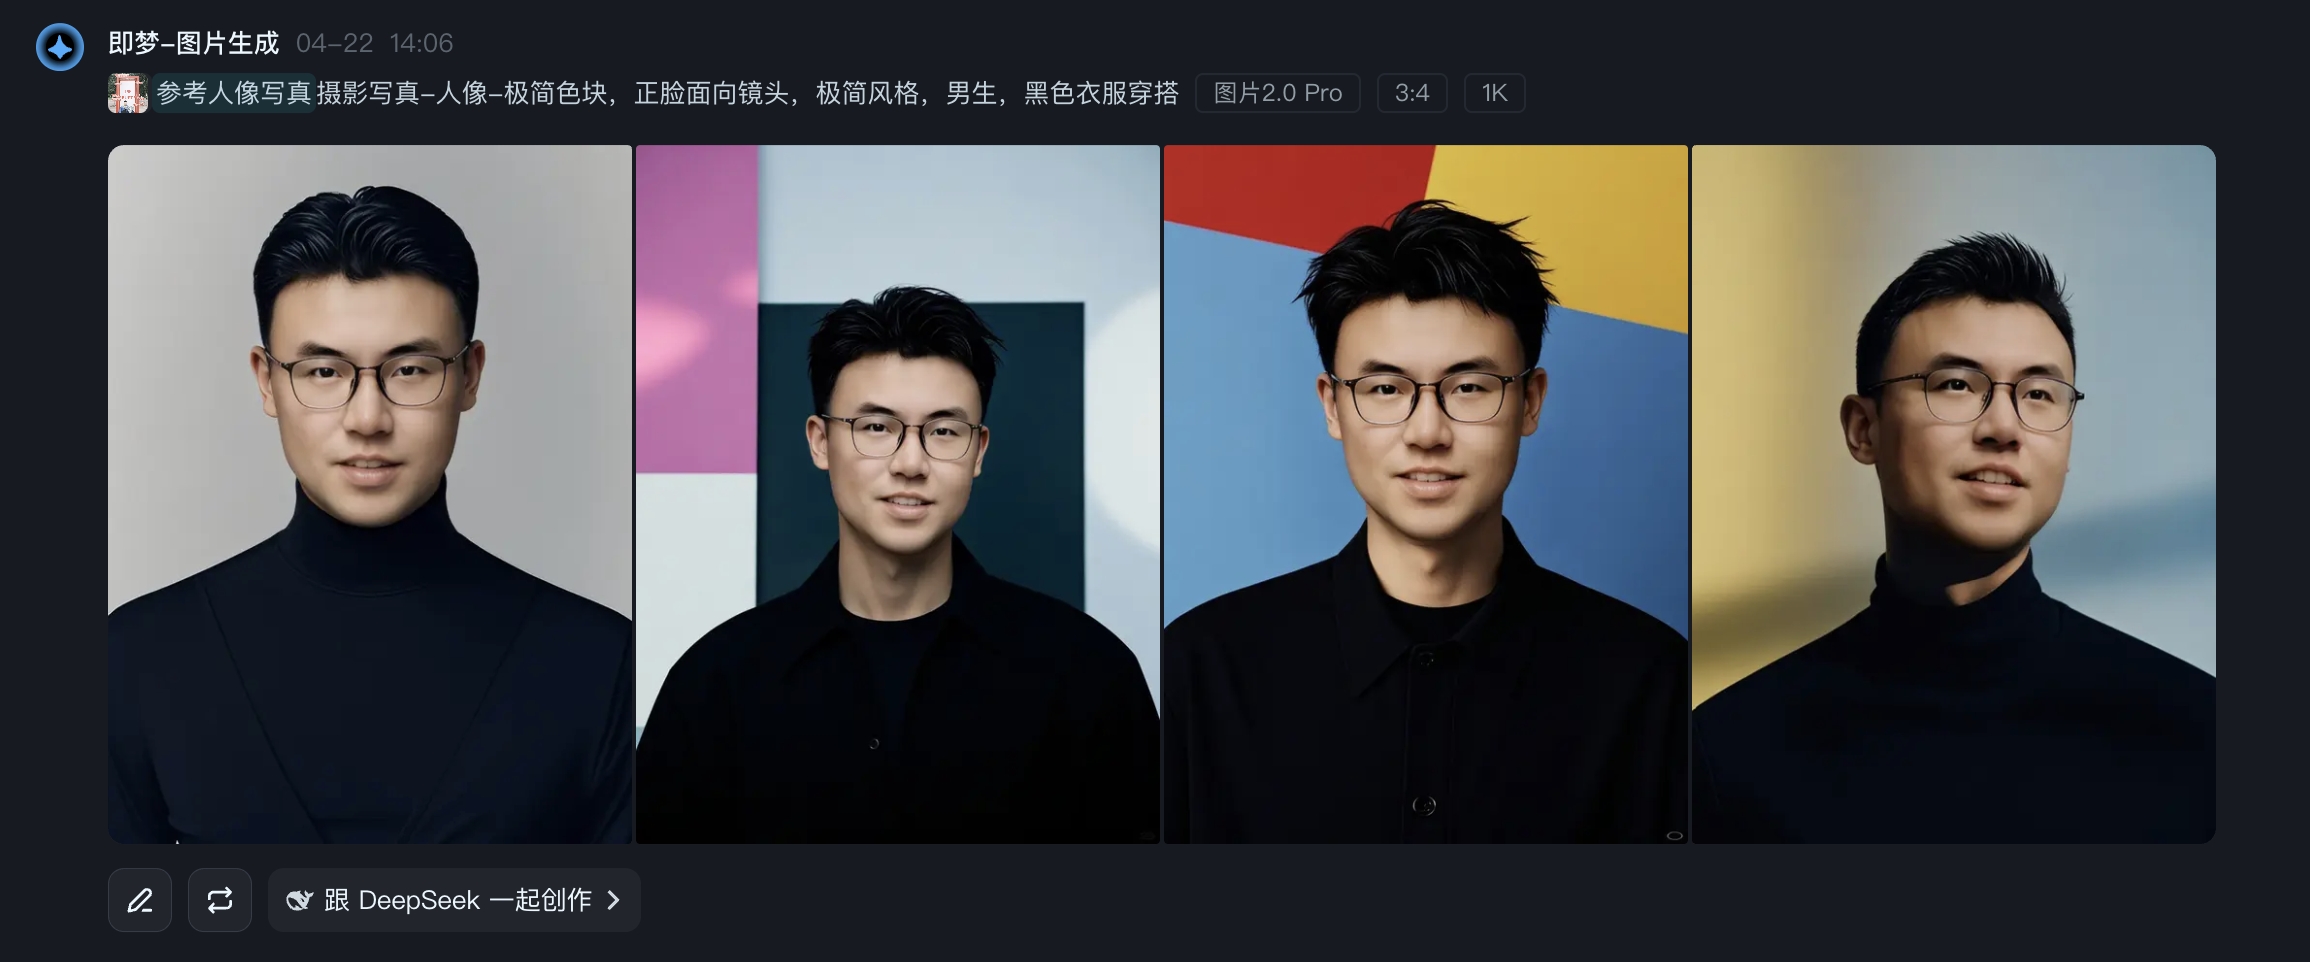 即梦-图片生成 04-22 14:06
参考人像写真 摄影写真-人像-极简色块，正脸面向镜头，极简风格，男生，黑色衣服穿搭 图片2.0 Pro 3:4 1K
跟 DeepSeek 一起创作